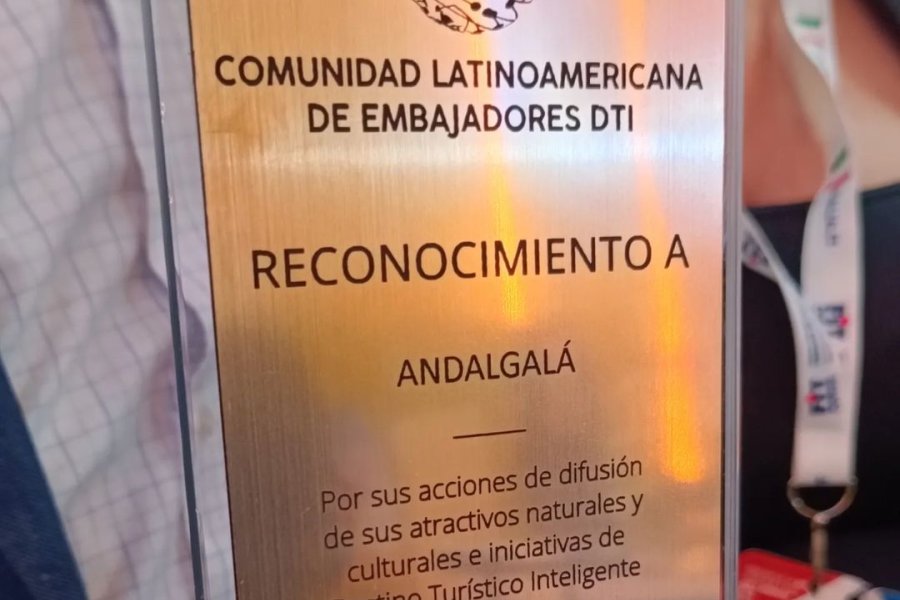 COMUNIDAD LATINOAMERICANA
DE EMBAJADORES DTI
RECONOCIMIENTO A
ANDALGALÁ
Por sus acciones de difusión
de sus atractivos naturales y
culturales e iniciativas de
Turístico Inteligente